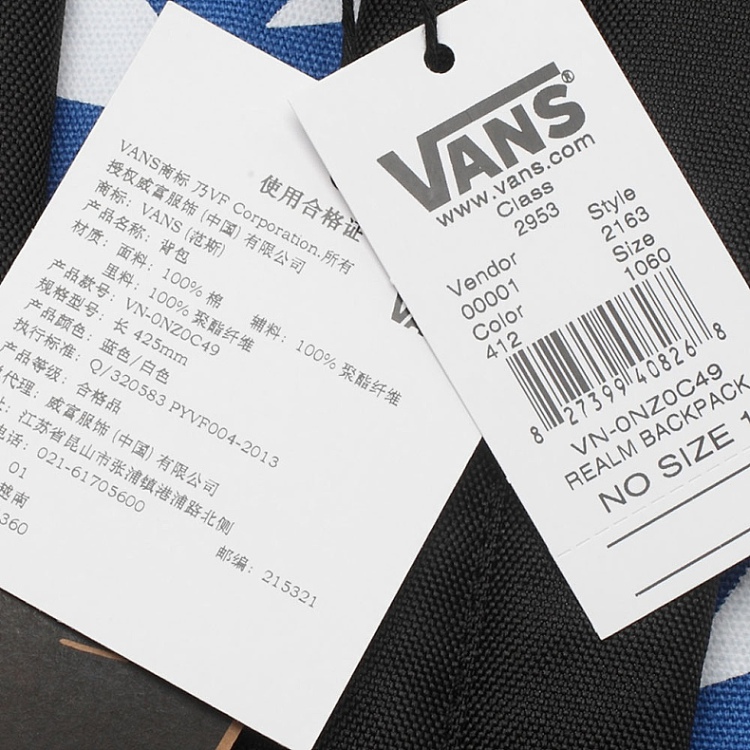 使用合格证
VANS商标 乃VF Corporation.所有
授权威富服饰 (中国) 有限公司
商标: VANS (范斯)
产品名称: 背包
材质: 面料: 100% 棉 辅料: 100% 聚酯纤维
里料: 100% 聚酯纤维
产品款号: VN-0NZ0C49
规格型号: 长 425mm
产品颜色: 蓝色/白色
执行标准: Q/320583 PYVF004-2013
产品等级: 合格品
代理: 威富服饰 (中国) 有限公司
江苏省昆山市张浦镇港浦路北侧
电话: 021-61705600 邮编: 215321
01
越南
360
VANS®
www.vans.com
Class Style
2953 2163
Vendor Size
00001 1060
Color
412
8 27399 40826 8
VN-0NZ0C49
REALM BACKPACK
NO SIZE 1